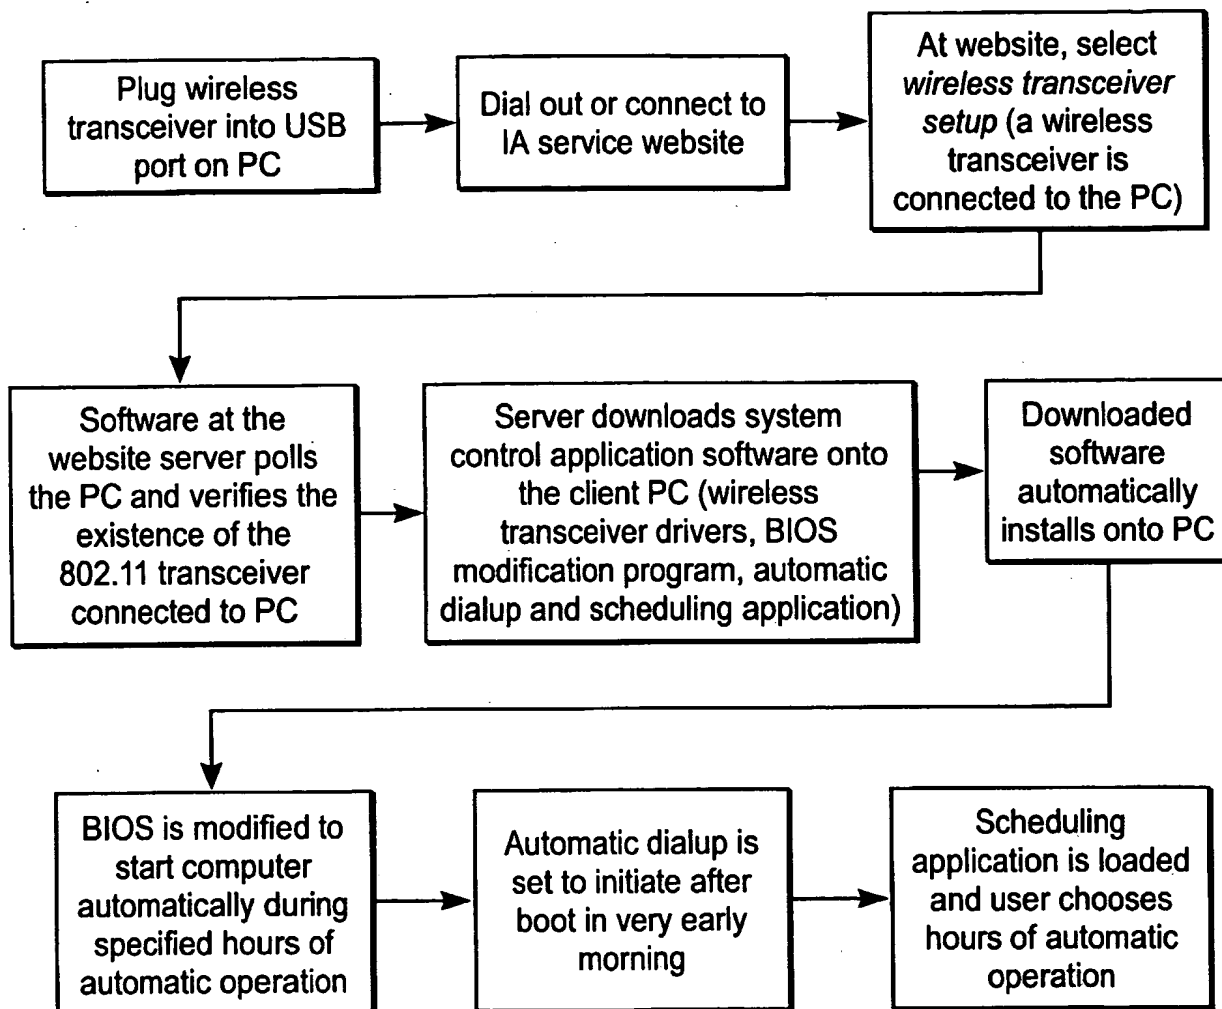 Plug wireless
transceiver into USB
port on PC
Dial out or connect to
IA service website
At website, select
wireless transceiver
setup (a wireless
transceiver is
connected to the PC)
Software at the
website server polls
the PC and verifies the
existence of the
802.11 transceiver
connected to PC
Server downloads system
control application software onto
the client PC (wireless
transceiver drivers, BIOS
modification program, automatic
dialup and scheduling application)
Downloaded
software
automatically
installs onto PC
BIOS is modified to
start computer
automatically during
specified hours of
automatic operation
Automatic dialup is
set to initiate after
boot in very early
morning
Scheduling
application is loaded
and user chooses
hours of automatic
operation